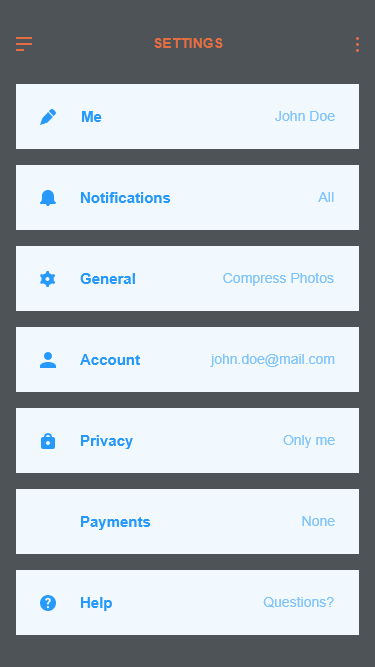 SETTINGS
Me John Doe
Notifications All
General Compress Photos
Account john.doe@mail.com
Privacy Only me
Payments None
Help Questions?